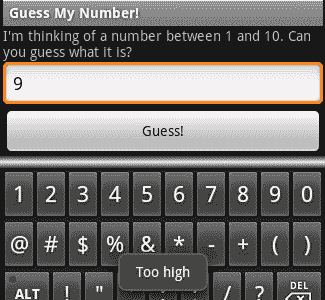 Guess My Number!
I'm thinking of a number between 1 and 10. Can
you guess what it is?
9
Guess!
1 2 3 4 5 6 7 8 9 0
@ # $ % & * - + ( )
Too high
ALT ! " / ? DEL